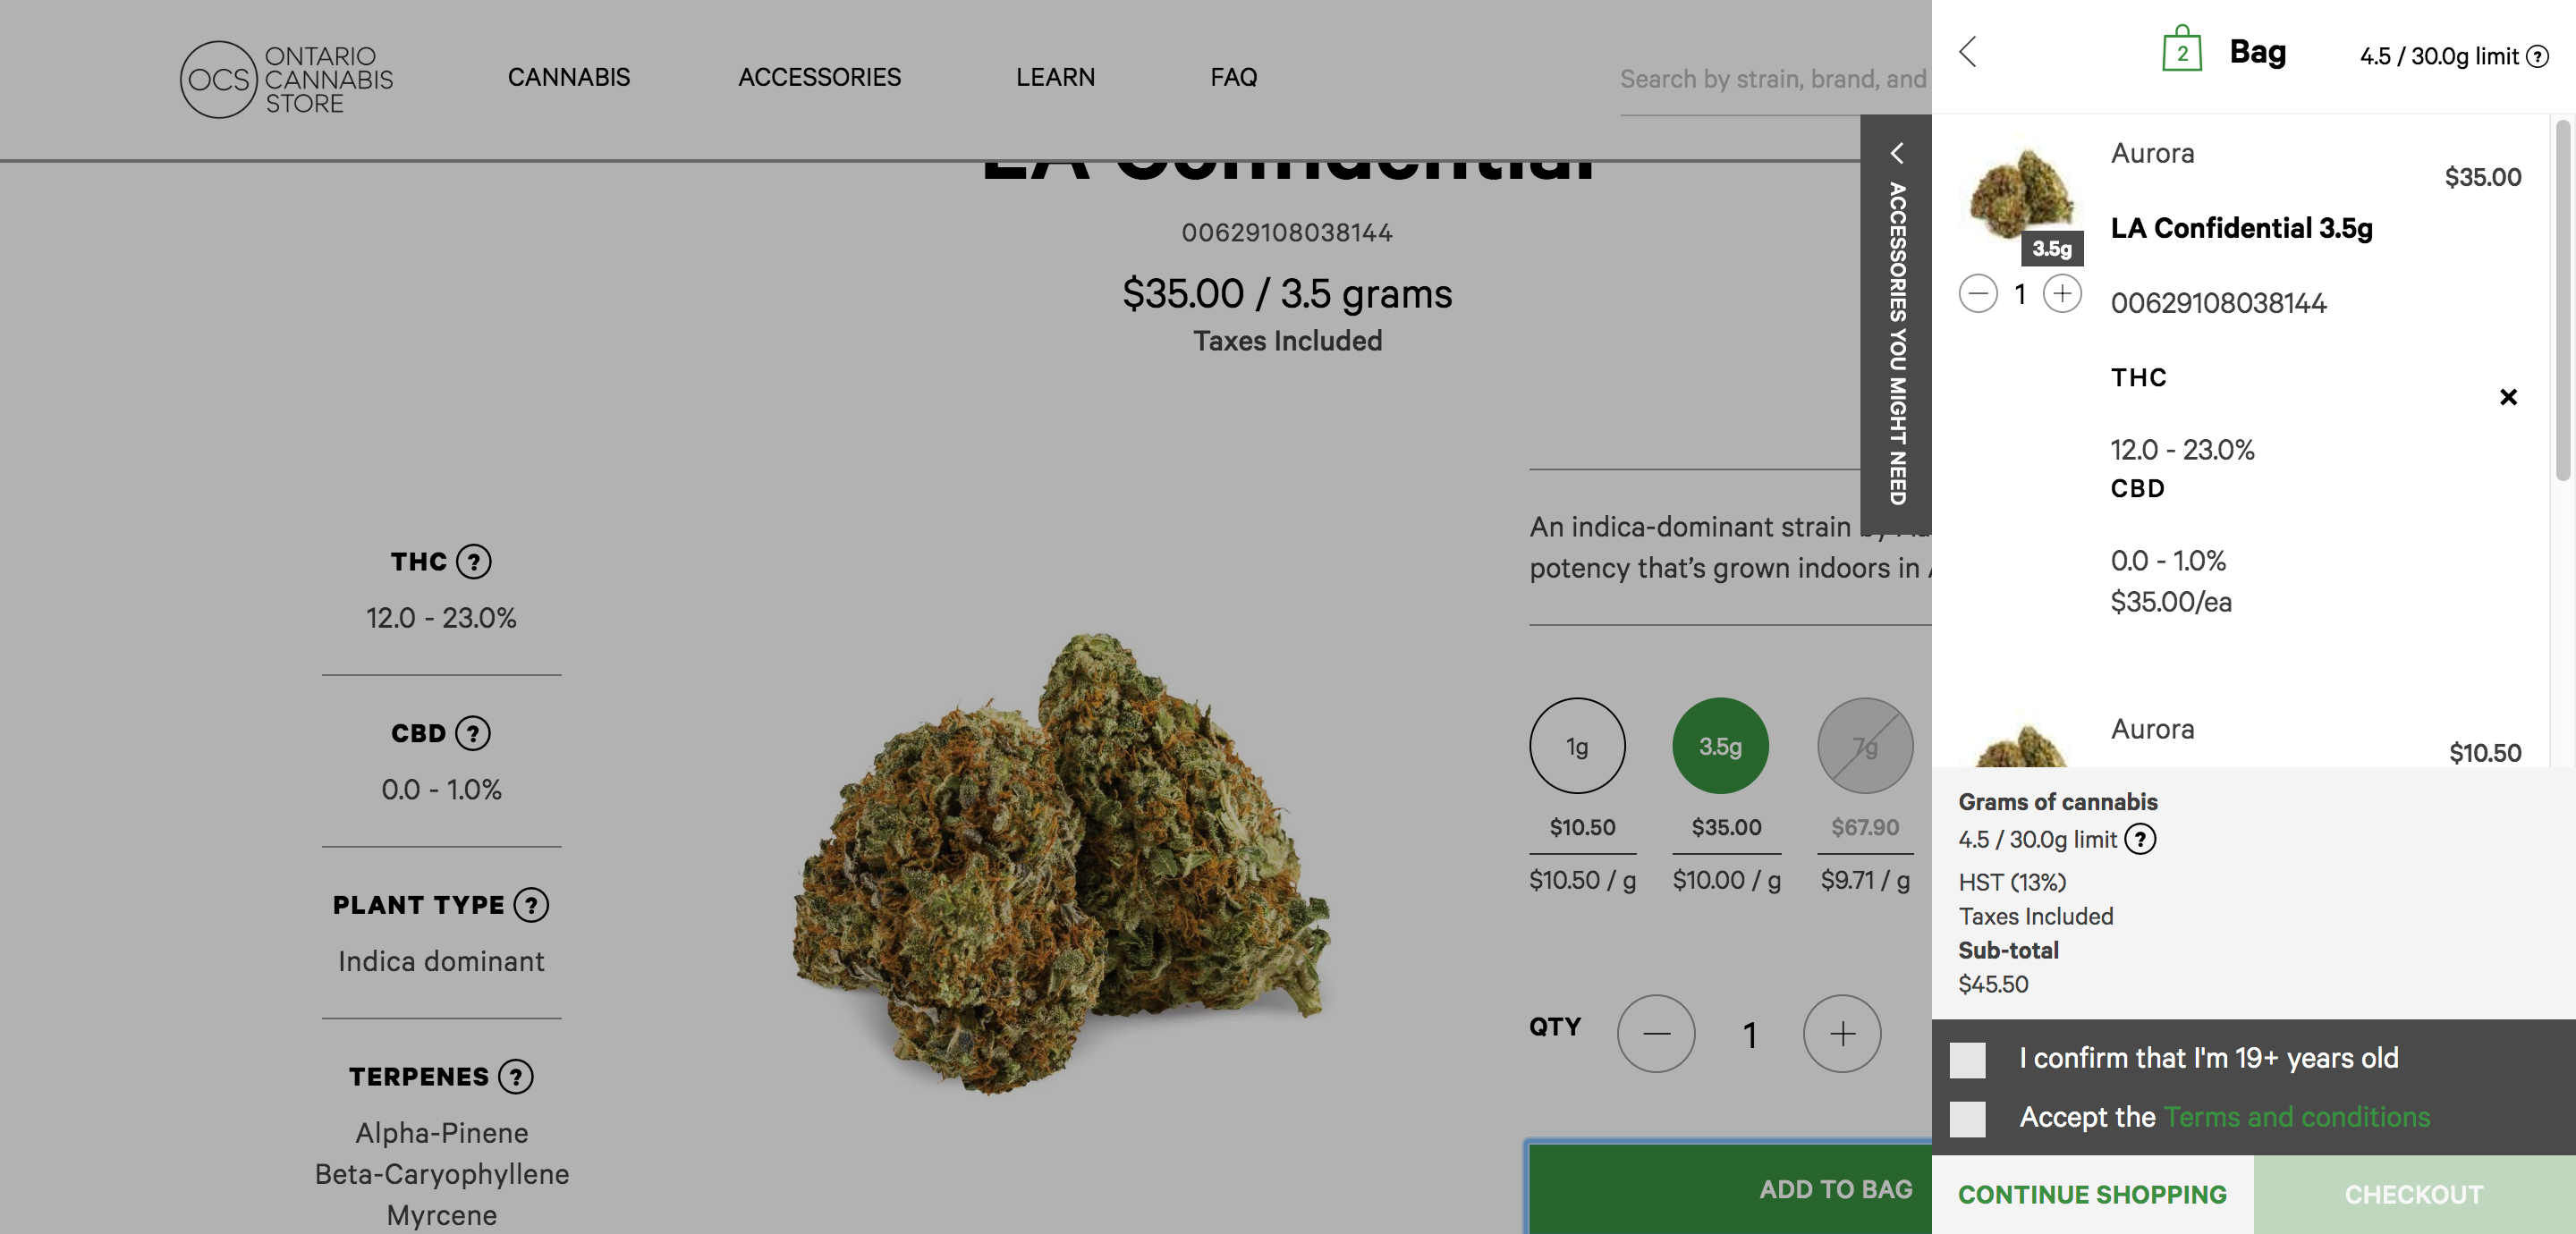 OCS
ONTARIO
CANNABIS
STORE
CANNABIS
ACCESSORIES
LEARN
FAQ
Search by strain, brand, and
LA Confidential
00629108038144
$35.00 / 3.5 grams
Taxes Included
THC ?
12.0 - 23.0%
CBD ?
0.0 - 1.0%
PLANT TYPE ?
Indica dominant
TERPENES ?
Alpha-Pinene
Beta-Caryophyllene
Myrcene
An indica-dominant strain by
potency that’s grown indoors in
1g
3.5g
7g
$10.50
$35.00
$67.90
$10.50 / g
$10.00 / g
$9.71 / g
QTY
1
ADD TO BAG
ACCESSORIES YOU MIGHT NEED
2
Bag
4.5 / 30.0g limit ?
Aurora
$35.00
LA Confidential 3.5g
3.5g
1
00629108038144
THC
12.0 - 23.0%
CBD
0.0 - 1.0%
$35.00/ea
Aurora
$10.50
Grams of cannabis
4.5 / 30.0g limit ?
HST (13%)
Taxes Included
Sub-total
$45.50
I confirm that I'm 19+ years old
Accept the Terms and conditions
CONTINUE SHOPPING
CHECKOUT